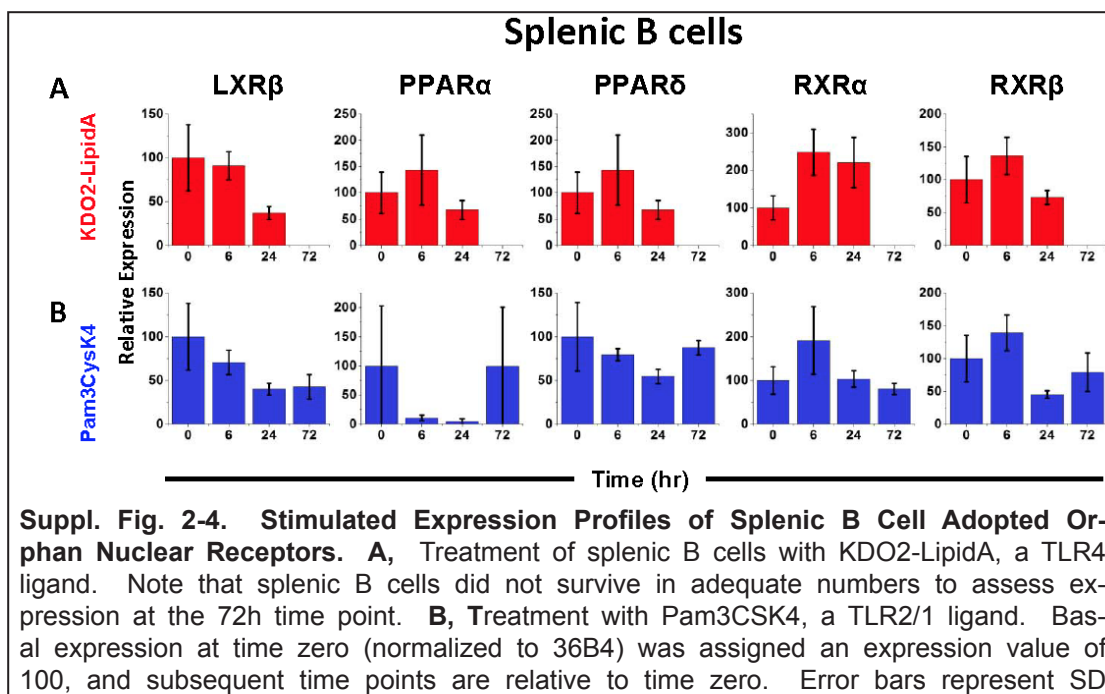 Splenic B cells
A LXRβ PPARα PPARδ RXRα RXRβ
KDO2-LipidA
150 100 50 0
250 200 150 100 50 0
250 200 150 100 50 0
300 200 100 0
150 100 50 0
0 6 24 72 0 6 24 72 0 6 24 72 0 6 24 72 0 6 24 72
Relative Expression
B
Pam3CysK4
150 100 50 0
200 150 100 50 0
150 100 50 0
300 200 100 0
200 150 100 50 0
0 6 24 72 0 6 24 72 0 6 24 72 0 6 24 72 0 6 24 72
Time (hr)
Suppl. Fig. 2-4. Stimulated Expression Profiles of Splenic B Cell Adopted Or-
phan Nuclear Receptors. A, Treatment of splenic B cells with KDO2-LipidA, a TLR4
ligand. Note that splenic B cells did not survive in adequate numbers to assess ex-
pression at the 72h time point. B, Treatment with Pam3CSK4, a TLR2/1 ligand. Bas-
al expression at time zero (normalized to 36B4) was assigned an expression value of
100, and subsequent time points are relative to time zero. Error bars represent SD